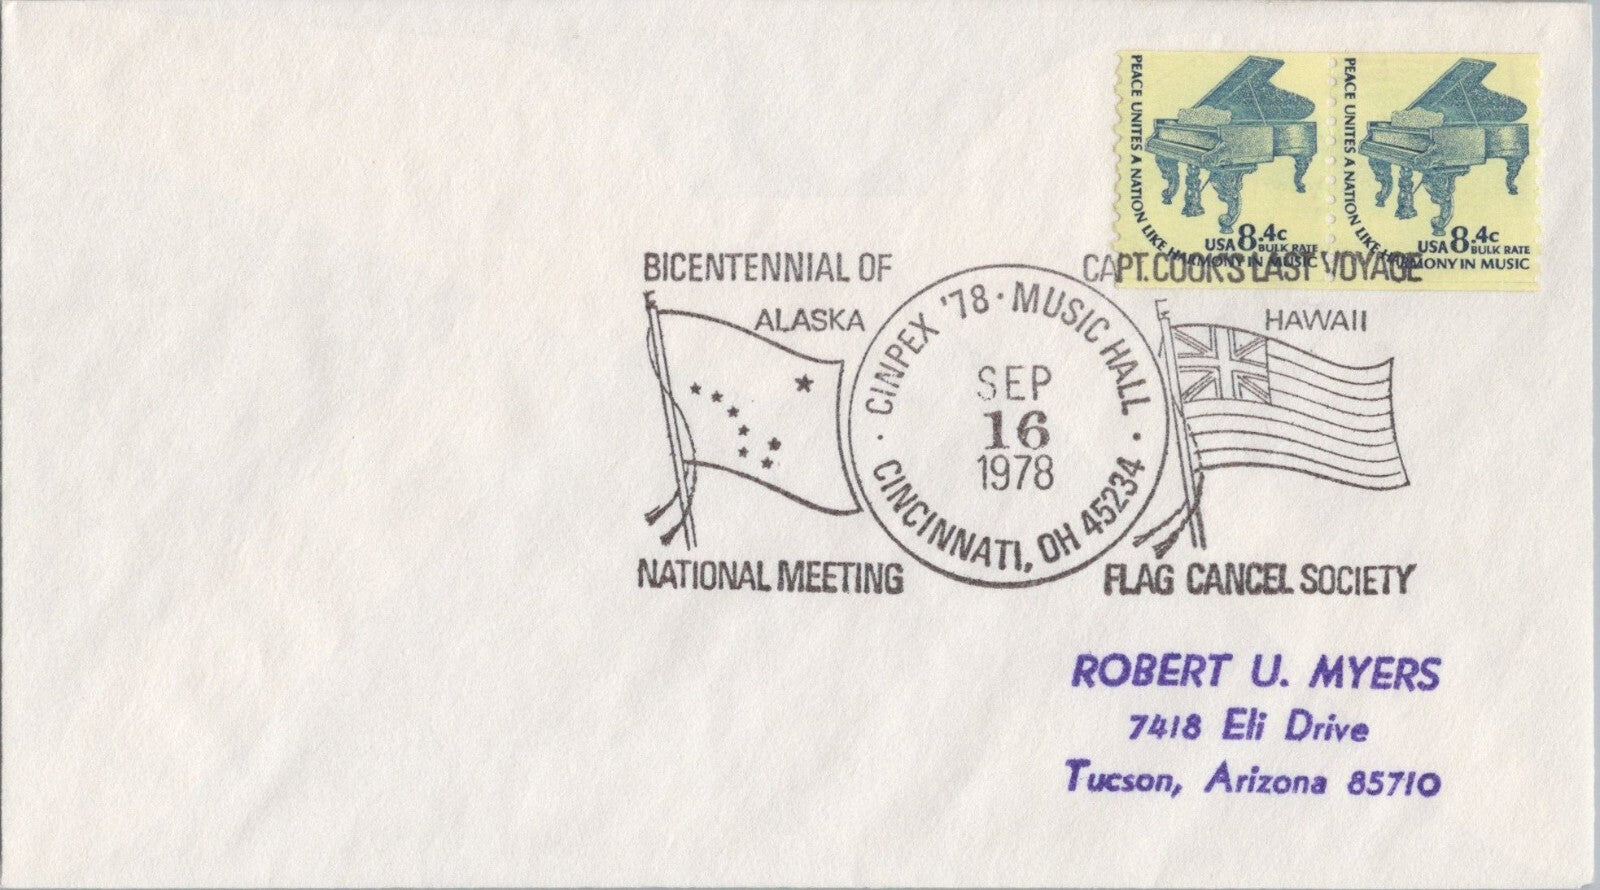 PEACE UNITES A NATION LIKE HARMONY IN MUSIC
USA 8.4c
BULK RATE
PEACE UNITES A NATION LIKE HARMONY IN MUSIC
USA 8.4c
BULK RATE
BICENTENNIAL OF CAPT. COOK'S LAST VOYAGE
ALASKA
HAWAII
CINPEX '78 · MUSIC HALL
SEP
16
1978
· CINCINNATI, OH 45234 ·
NATIONAL MEETING FLAG CANCEL SOCIETY
ROBERT U. MYERS
7418 Eli Drive
Tucson, Arizona 85710